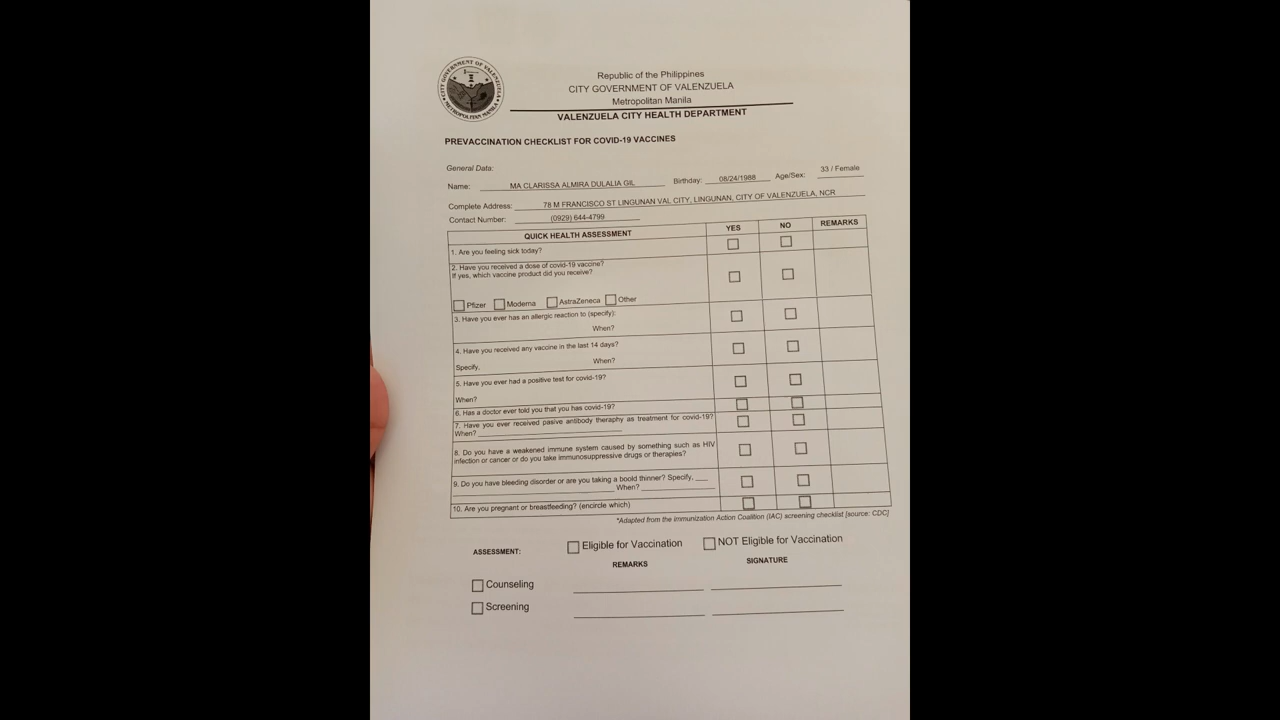 CITY GOVERNMENT OF VALENZUELA
METROPOLITAN MANILA
Republic of the Philippines
CITY GOVERNMENT OF VALENZUELA
Metropolitan Manila
VALENZUELA CITY HEALTH DEPARTMENT
PREVACCINATION CHECKLIST FOR COVID-19 VACCINES
General Data:
Name: MA CLARISSA ALMIRA DULALIA GIL Birthday: 08/24/1988 Age/Sex: 33 / Female
Complete Address: 78 M FRANCISCO ST LINGUNAN VAL CITY, LINGUNAN, CITY OF VALENZUELA, NCR
Contact Number: (0929) 644-4799
QUICK HEALTH ASSESSMENT YES NO REMARKS
1. Are you feeling sick today?
2. Have you received a dose of covid-19 vaccine?
If yes, which vaccine product did you receive?
Pfizer Moderna AstraZeneca Other
3. Have you ever has an allergic reaction to (specify):
When?
4. Have you received any vaccine in the last 14 days?
Specify, When?
5. Have you ever had a positive test for covid-19?
When?
6. Has a doctor ever told you that you has covid-19?
7. Have you ever received pasive antibody theraphy as treatment for covid-19?
When?
8. Do you have a weakened immune system caused by something such as HIV
infection or cancer or do you take immunosuppressive drugs or therapies?
9. Do you have bleeding disorder or are you taking a boold thinner? Specify,
When?
10. Are you pregnant or breastfeeding? (encircle which)
*Adapted from the Immunization Action Coalition (IAC) screening checklist [source: CDC]
ASSESSMENT: Eligible for Vaccination NOT Eligible for Vaccination
REMARKS SIGNATURE
Counseling
Screening